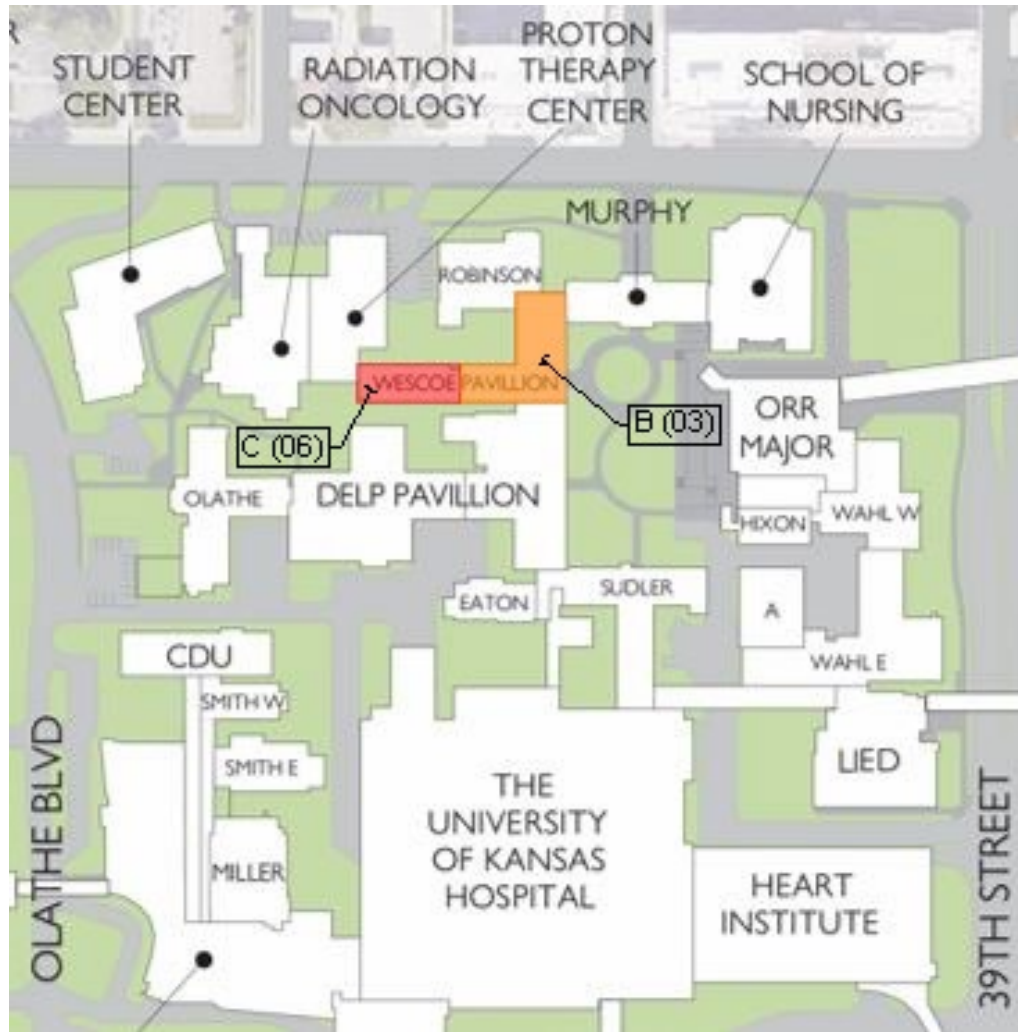 R
STUDENT
CENTER
RADIATION
ONCOLOGY
PROTON
THERAPY
CENTER
SCHOOL OF
NURSING
MURPHY
ROBINSON
WESCOE PAVILLION
B (03)
C (06)
ORR
MAJOR
OLATHE
DELP PAVILLION
HIXON
WAHL W
EATON
SUDLER
A
CDU
WAHL E
SMITH W
SMITH E
LIED
MILLER
THE
UNIVERSITY
OF KANSAS
HOSPITAL
HEART
INSTITUTE
OLATHE BLVD
39TH STREET